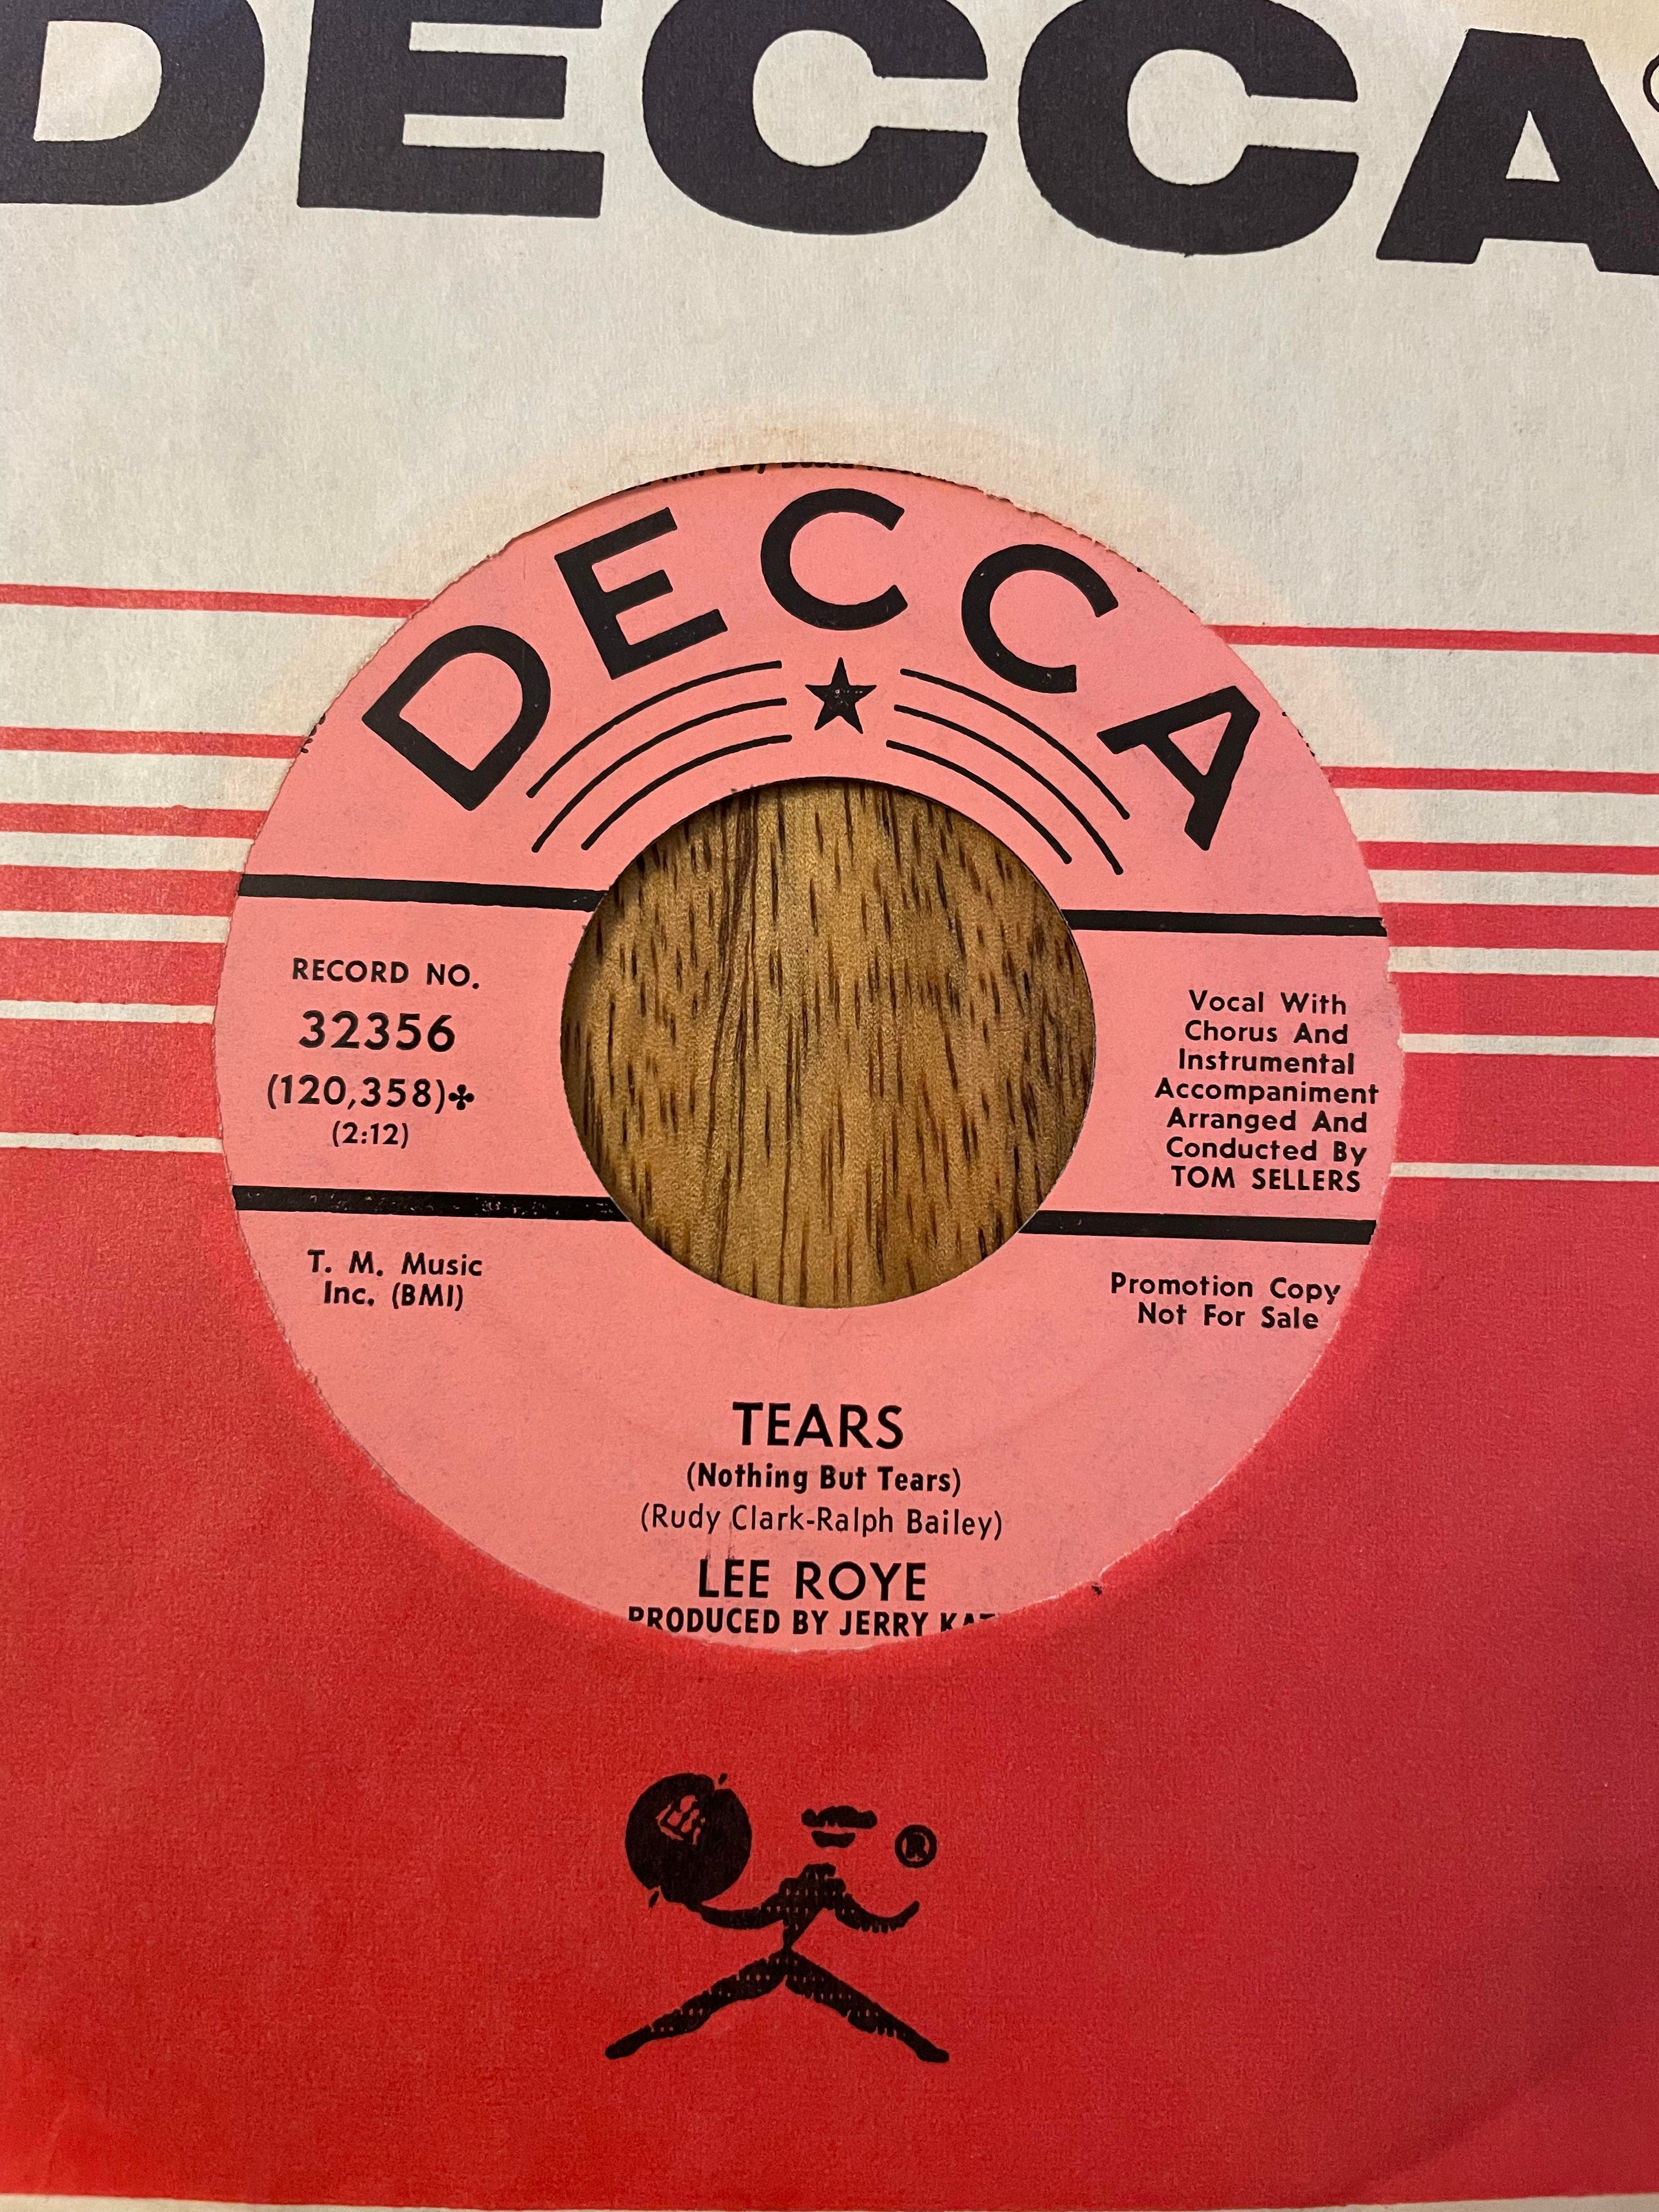 DECCA
DECCA
RECORD NO.
32356
(120,358)✤
(2:12)
Vocal With
Chorus And
Instrumental
Accompaniment
Arranged And
Conducted By
TOM SELLERS
T. M. Music
Inc. (BMI)
Promotion Copy
Not For Sale
TEARS
(Nothing But Tears)
(Rudy Clark-Ralph Bailey)
LEE ROYE
PRODUCED BY JERRY
®